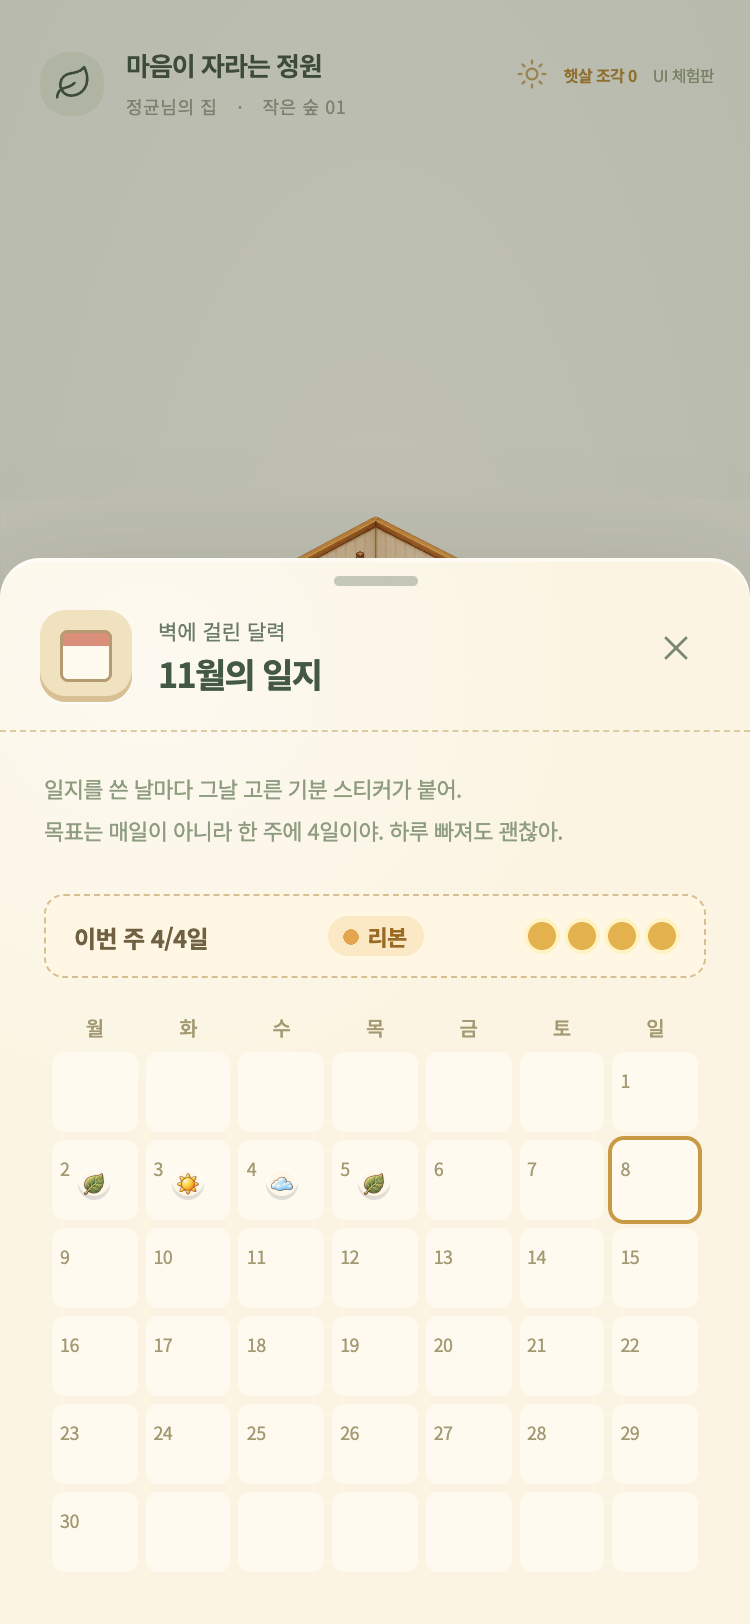 마음이 자라는 정원
정균님의 집 · 작은 숲 01
햇살 조각 0 UI 체험판
벽에 걸린 달력
11월의 일지
일지를 쓴 날마다 그날 고른 기분 스티커가 붙어.
목표는 매일이 아니라 한 주에 4일이야. 하루 빠져도 괜찮아.
이번 주 4/4일 리본
월 화 수 목 금 토 일
1
2 3 4 5 6 7 8
9 10 11 12 13 14 15
16 17 18 19 20 21 22
23 24 25 26 27 28 29
30